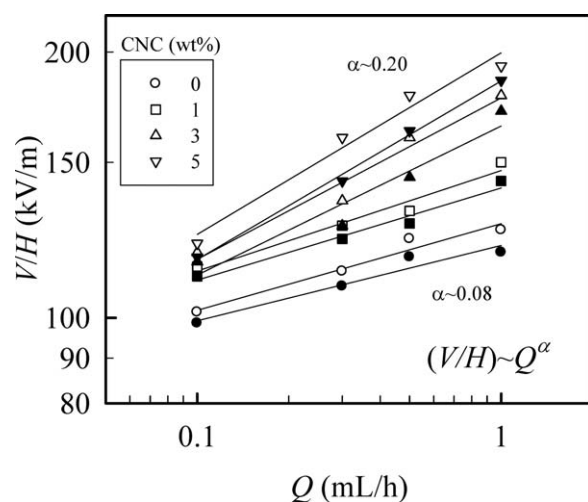 CNC (wt%)
0
1
3
5
α~0.20
α~0.08
(V/H)~Q^α
200
150
100
90
80
V/H (kV/m)
0.1
1
Q (mL/h)